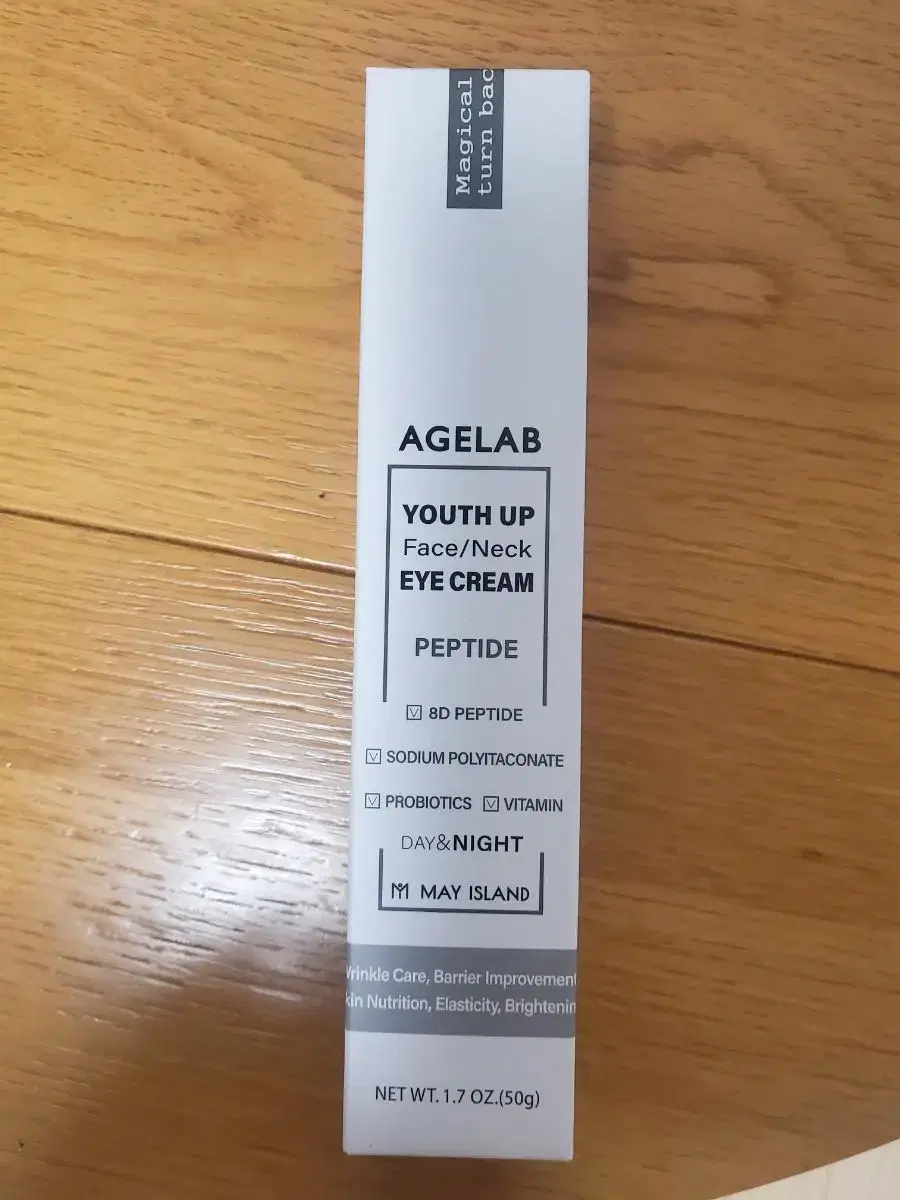 Magical
turn bac
AGELAB
YOUTH UP
Face/Neck
EYE CREAM
PEPTIDE
☑ 8D PEPTIDE
☑ SODIUM POLYITACONATE
☑ PROBIOTICS ☑ VITAMIN
DAY&NIGHT
MAY ISLAND
Wrinkle Care, Barrier Improvement
kin Nutrition, Elasticity, Brightenin
NET WT. 1.7 OZ.(50g)